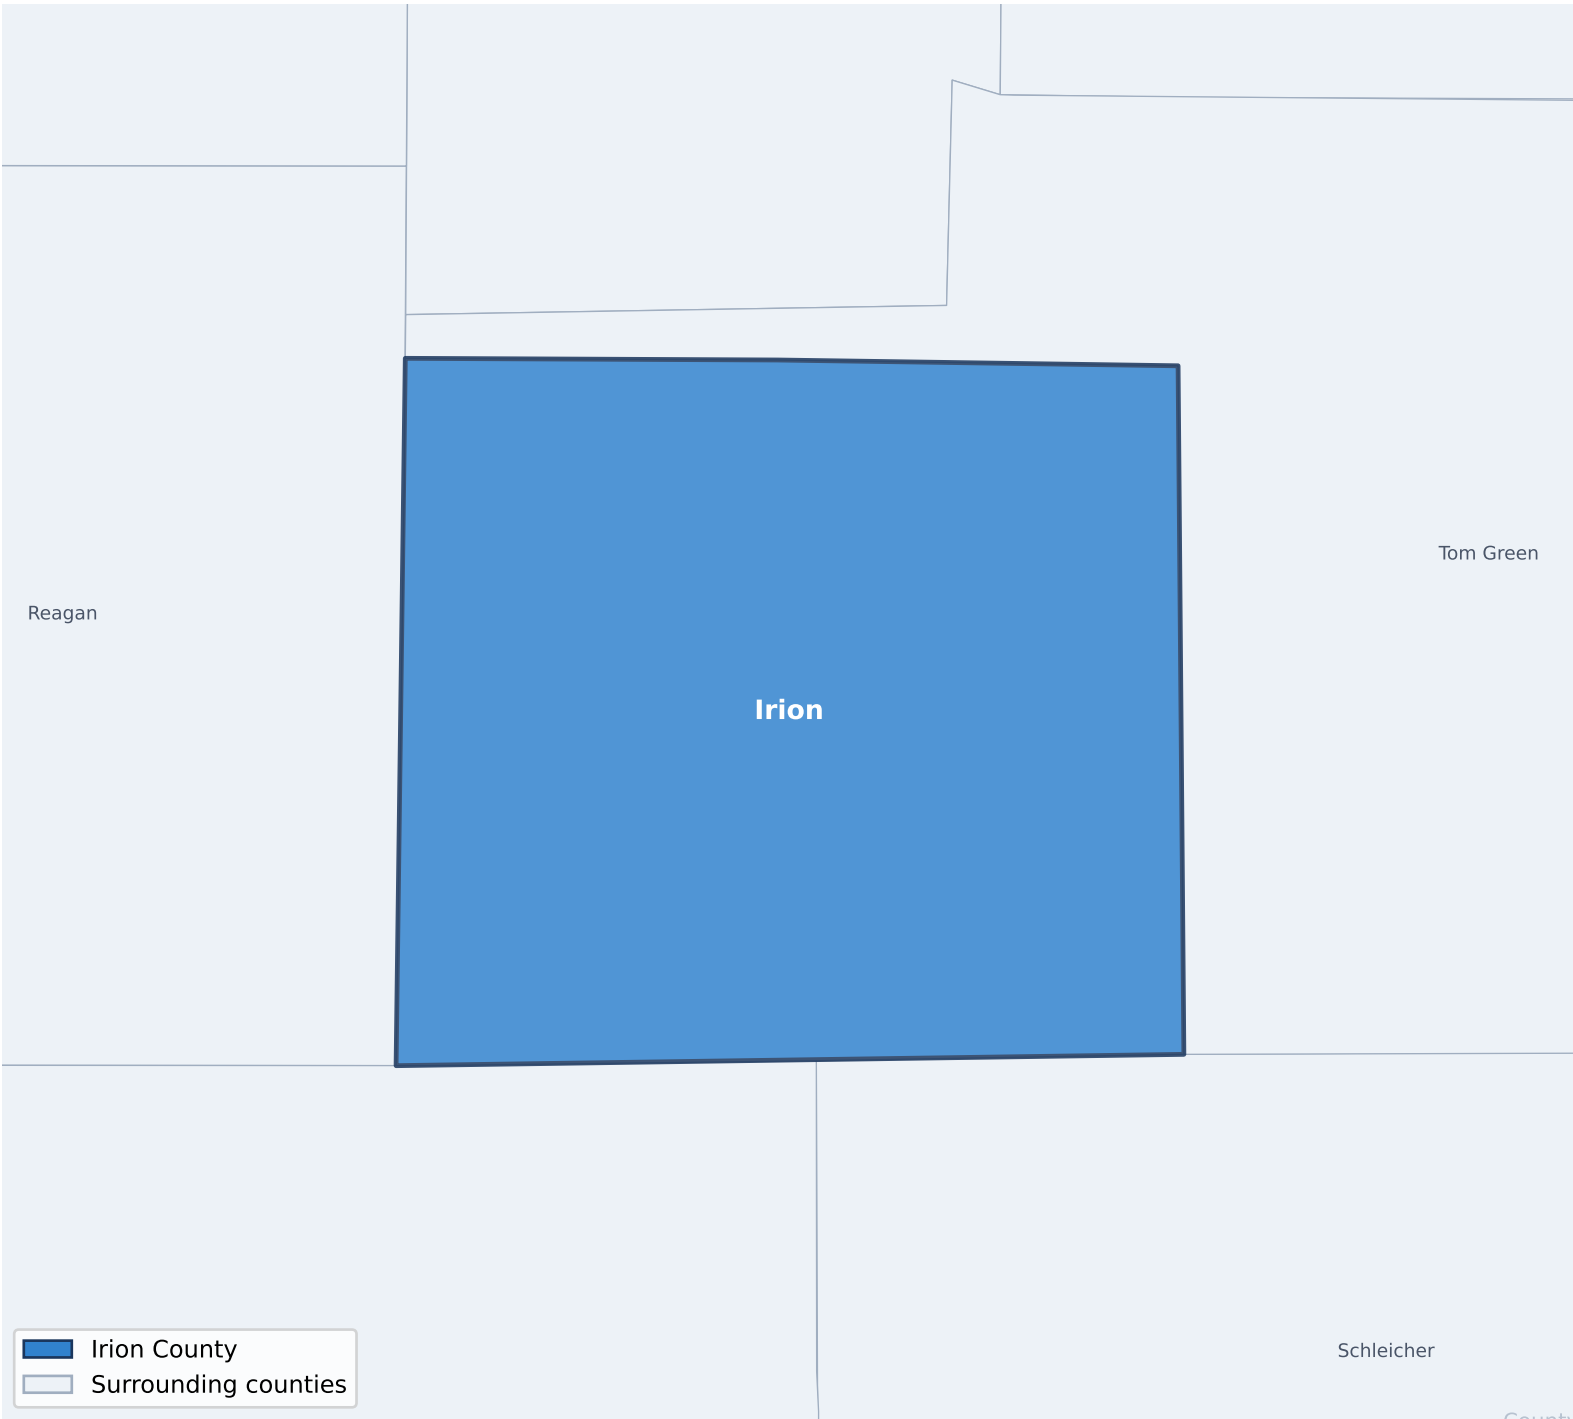 Tom Green
Reagan
Irion
Schleicher
Irion County
Surrounding counties